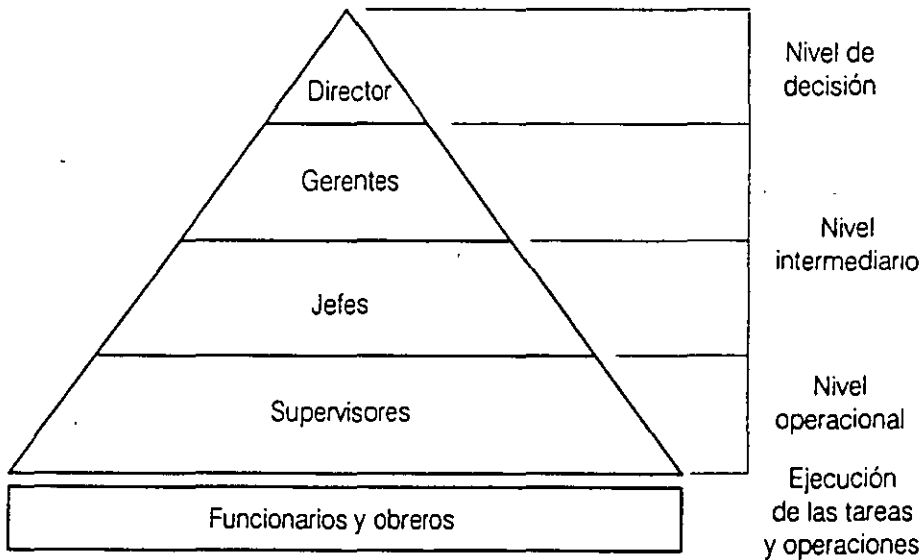 Director
Nivel de
decisión
Gerentes
Nivel
intermediario
Jefes
Supervisores
Nivel
operacional
Funcionarios y obreros
Ejecución
de las tareas
y operaciones